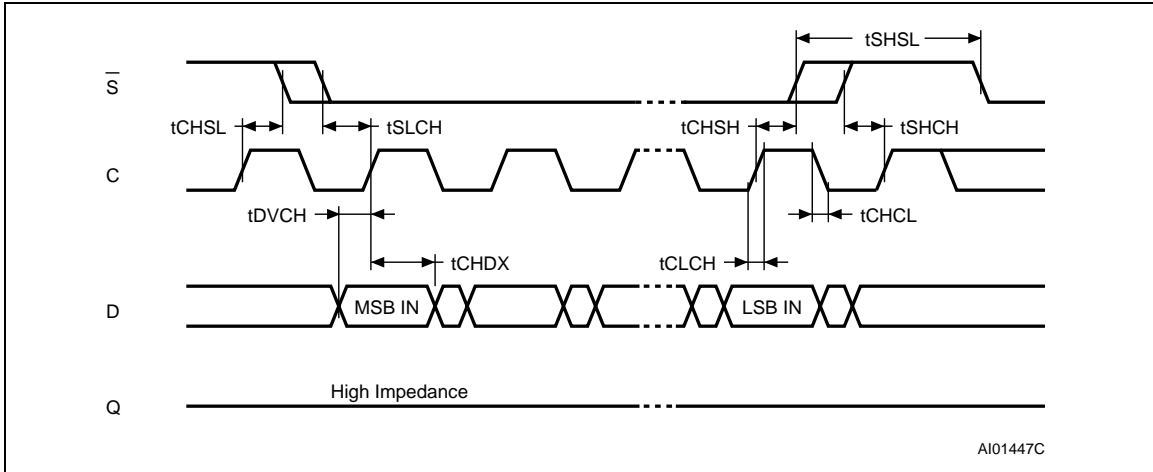 tSHSL
S̅
tCHSL
tSLCH
tCHSH
tSHCH
C
tDVCH
tCHCL
tCHDX
tCLCH
D
MSB IN
LSB IN
High Impedance
Q
AI01447C